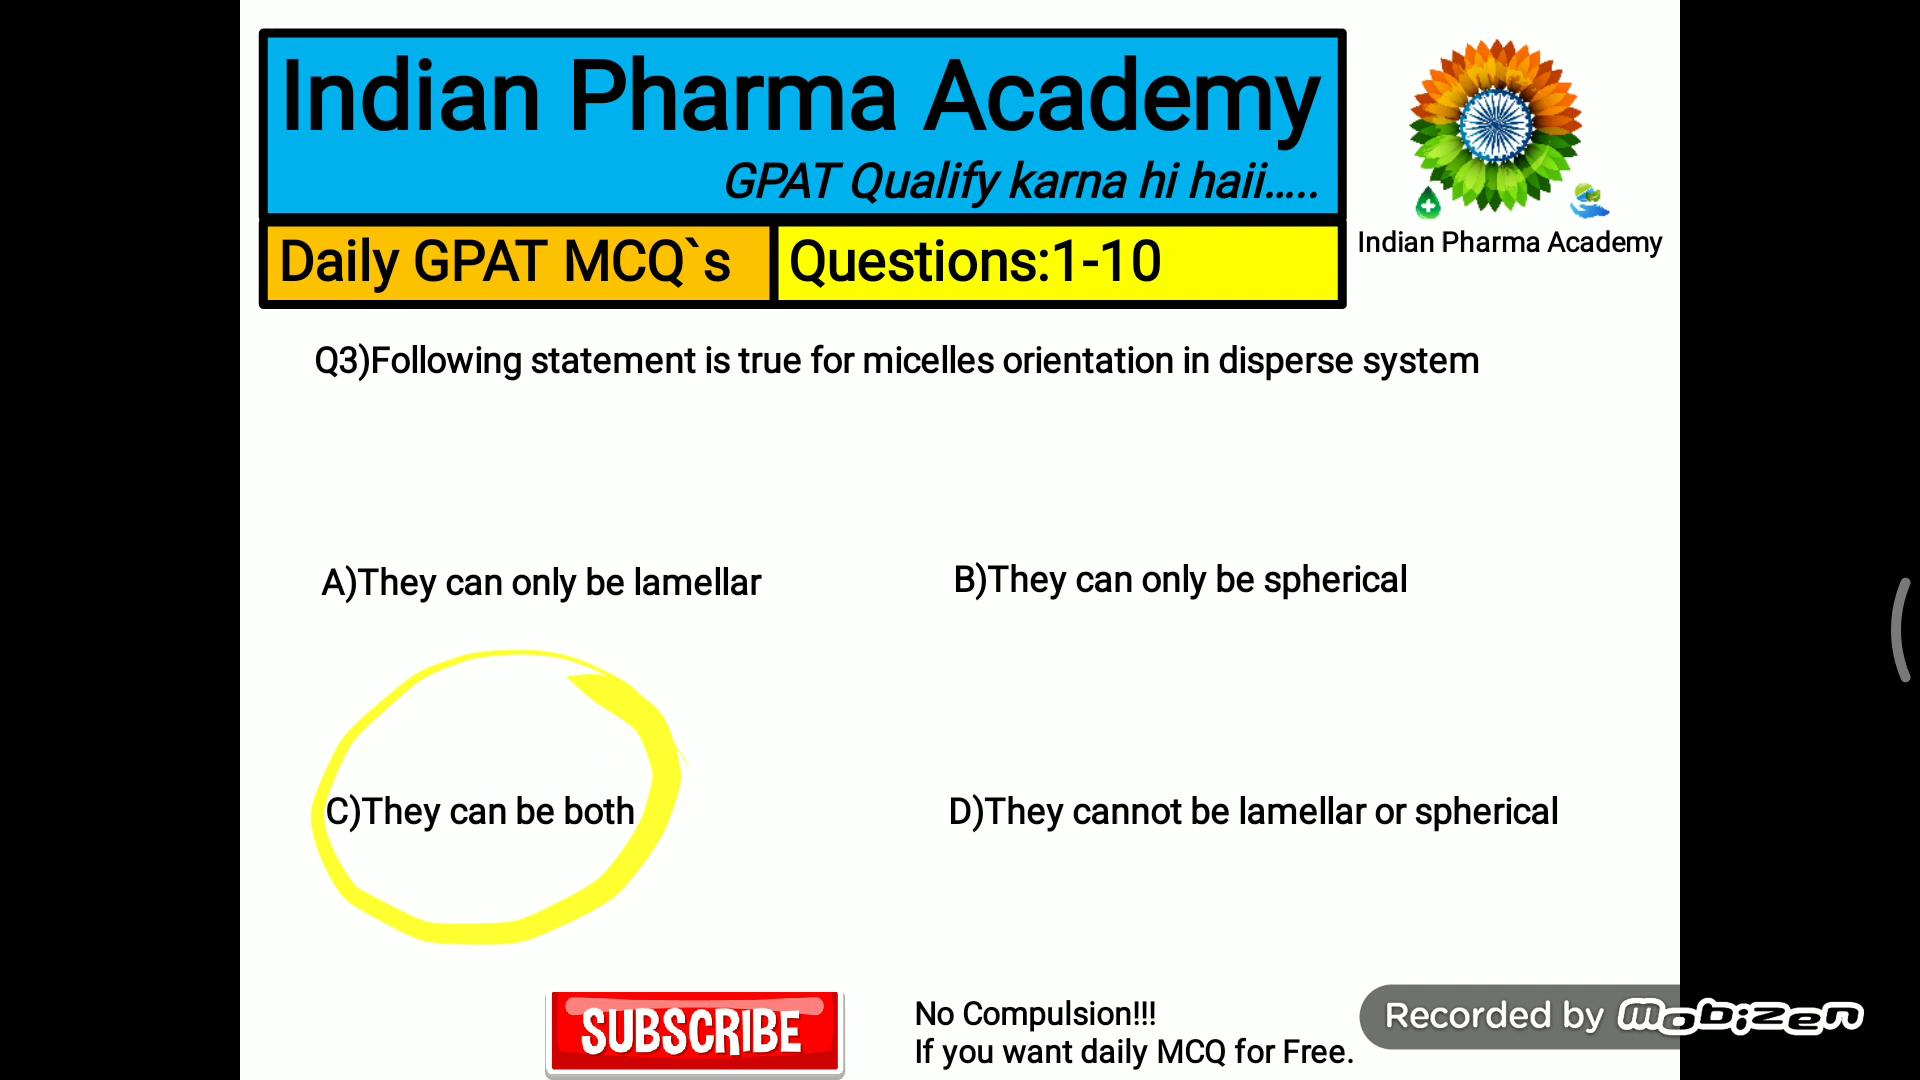 Indian Pharma Academy
GPAT Qualify karna hi haii.....
Daily GPAT MCQ`s
Questions:1-10
Indian Pharma Academy
Q3)Following statement is true for micelles orientation in disperse system
A)They can only be lamellar
B)They can only be spherical
C)They can be both
D)They cannot be lamellar or spherical
SUBSCRIBE
No Compulsion!!!
If you want daily MCQ for Free.
Recorded by mobizen